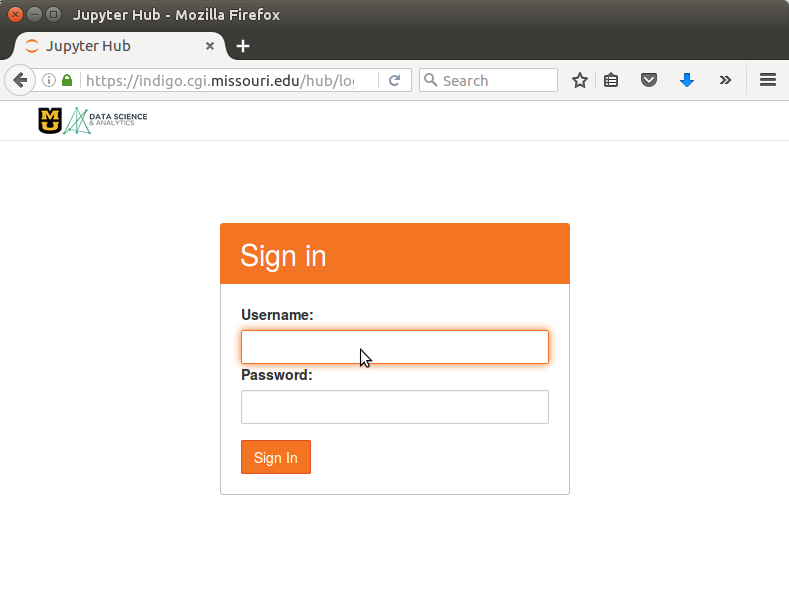 Jupyter Hub - Mozilla Firefox
Jupyter Hub
https://indigo.cgi.missouri.edu/hub/lo
Search
MU
DATA SCIENCE
& ANALYTICS
Sign in
Username:
Password:
Sign In